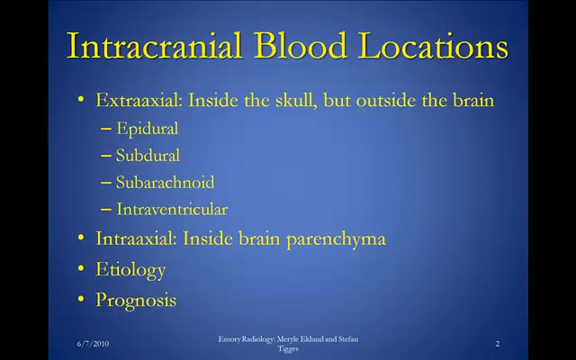 Intracranial Blood Locations
• Extraaxial: Inside the skull, but outside the brain
– Epidural
– Subdural
– Subarachnoid
– Intraventricular
• Intraaxial: Inside brain parenchyma
• Etiology
• Prognosis
6/7/2010
Emory Radiology: Meryle Eklund and Stefan
Tigges
2